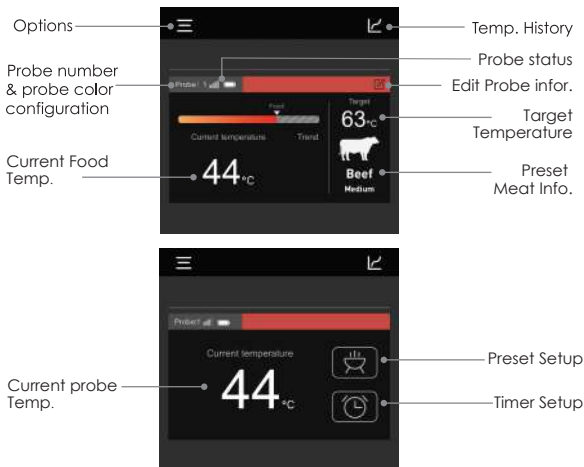 Options
Temp. History
Probe status
Probe number
& probe color
configuration
Edit Probe infor.
Probe 1
Food
Target
63°C
Target
Temperature
Current temperature
Trend
Current Food
Temp.
44°C
Beef
Medium
Preset
Meat Info.
Probe1
Current temperature
Current probe
Temp.
44°C
Preset Setup
Timer Setup